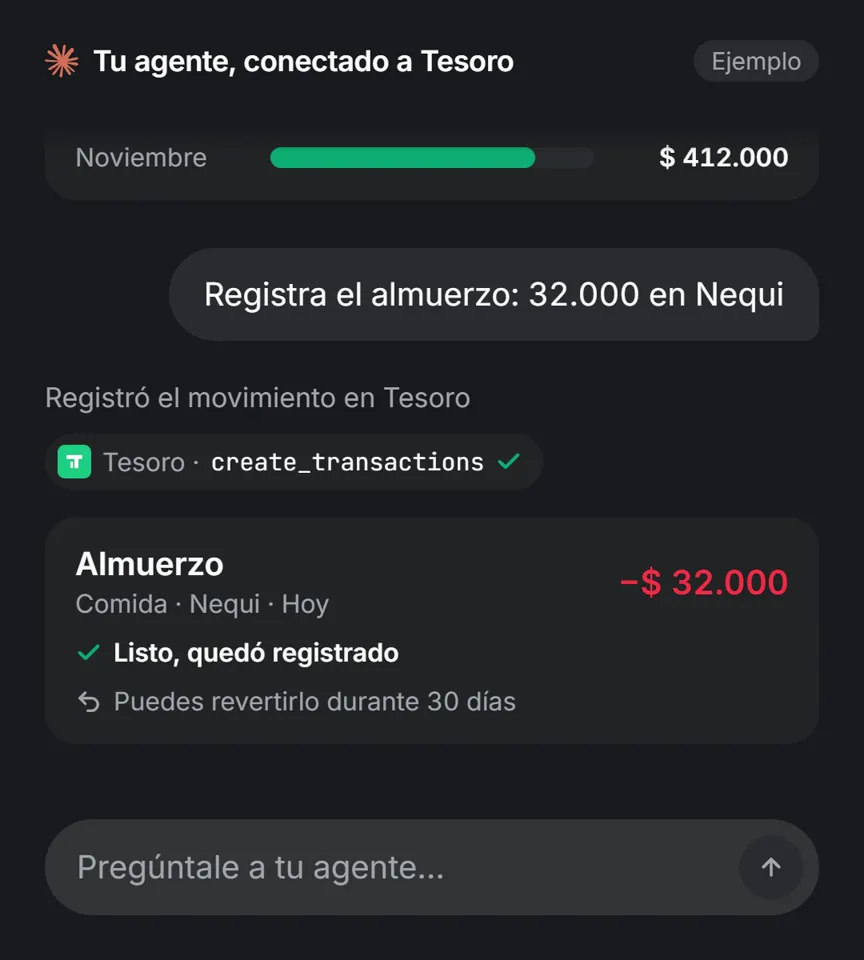 Tu agente, conectado a Tesoro
Ejemplo
Noviembre
$ 412.000
Registra el almuerzo: 32.000 en Nequi
Registró el movimiento en Tesoro
Tesoro · create_transactions
Almuerzo
−$ 32.000
Comida · Nequi · Hoy
Listo, quedó registrado
Puedes revertirlo durante 30 días
Pregúntale a tu agente...